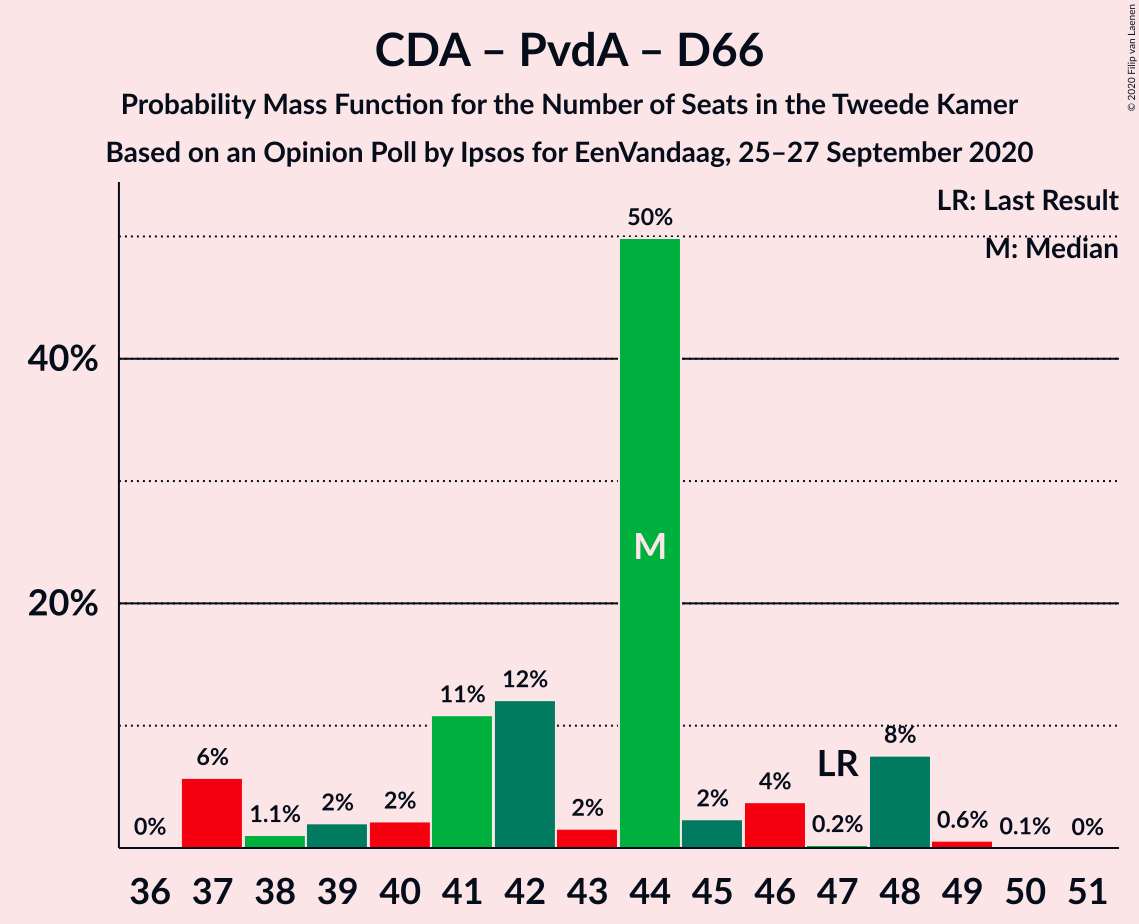 CDA – PvdA – D66
Probability Mass Function for the Number of Seats in the Tweede Kamer
Based on an Opinion Poll by Ipsos for EenVandaag, 25–27 September 2020
© 2020 Filip van Laenen
LR: Last Result
M: Median
40%
20%
0%
6%
1.1%
2%
2%
11%
12%
2%
50%
M
2%
4%
LR
0.2%
8%
0.6%
0.1%
0%
36 37 38 39 40 41 42 43 44 45 46 47 48 49 50 51